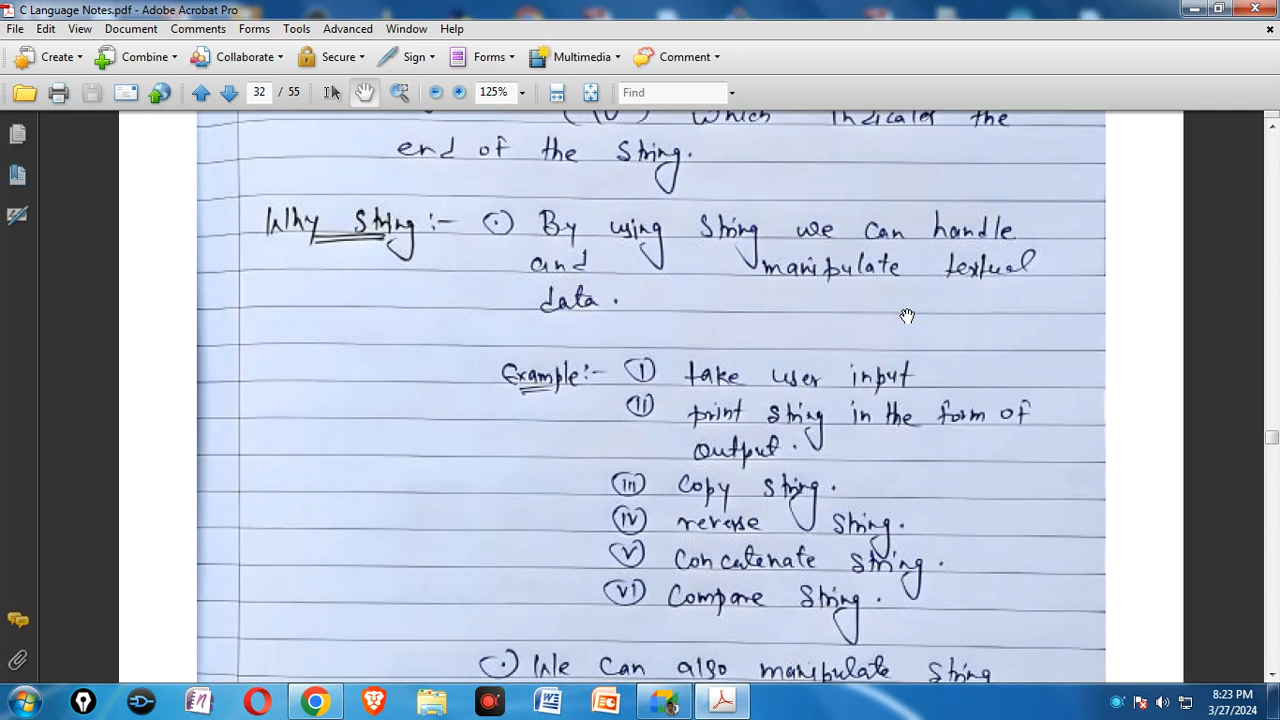 C Language Notes.pdf - Adobe Acrobat Pro
File Edit View Document Comments Forms Tools Advanced Window Help
Create Combine Collaborate Secure Sign Forms Multimedia Comment
32 / 55 125% Find
which indicates the
end of the String.
Why String :- By using String we can handle
and manipulate textual
data.
Example :- (i) take user input
(ii) print String in the form of
output.
(iii) Copy String.
(iv) reverse String.
(v) Concatenate String.
(vi) Compare String.
We can also manipulate String
8:23 PM
3/27/2024